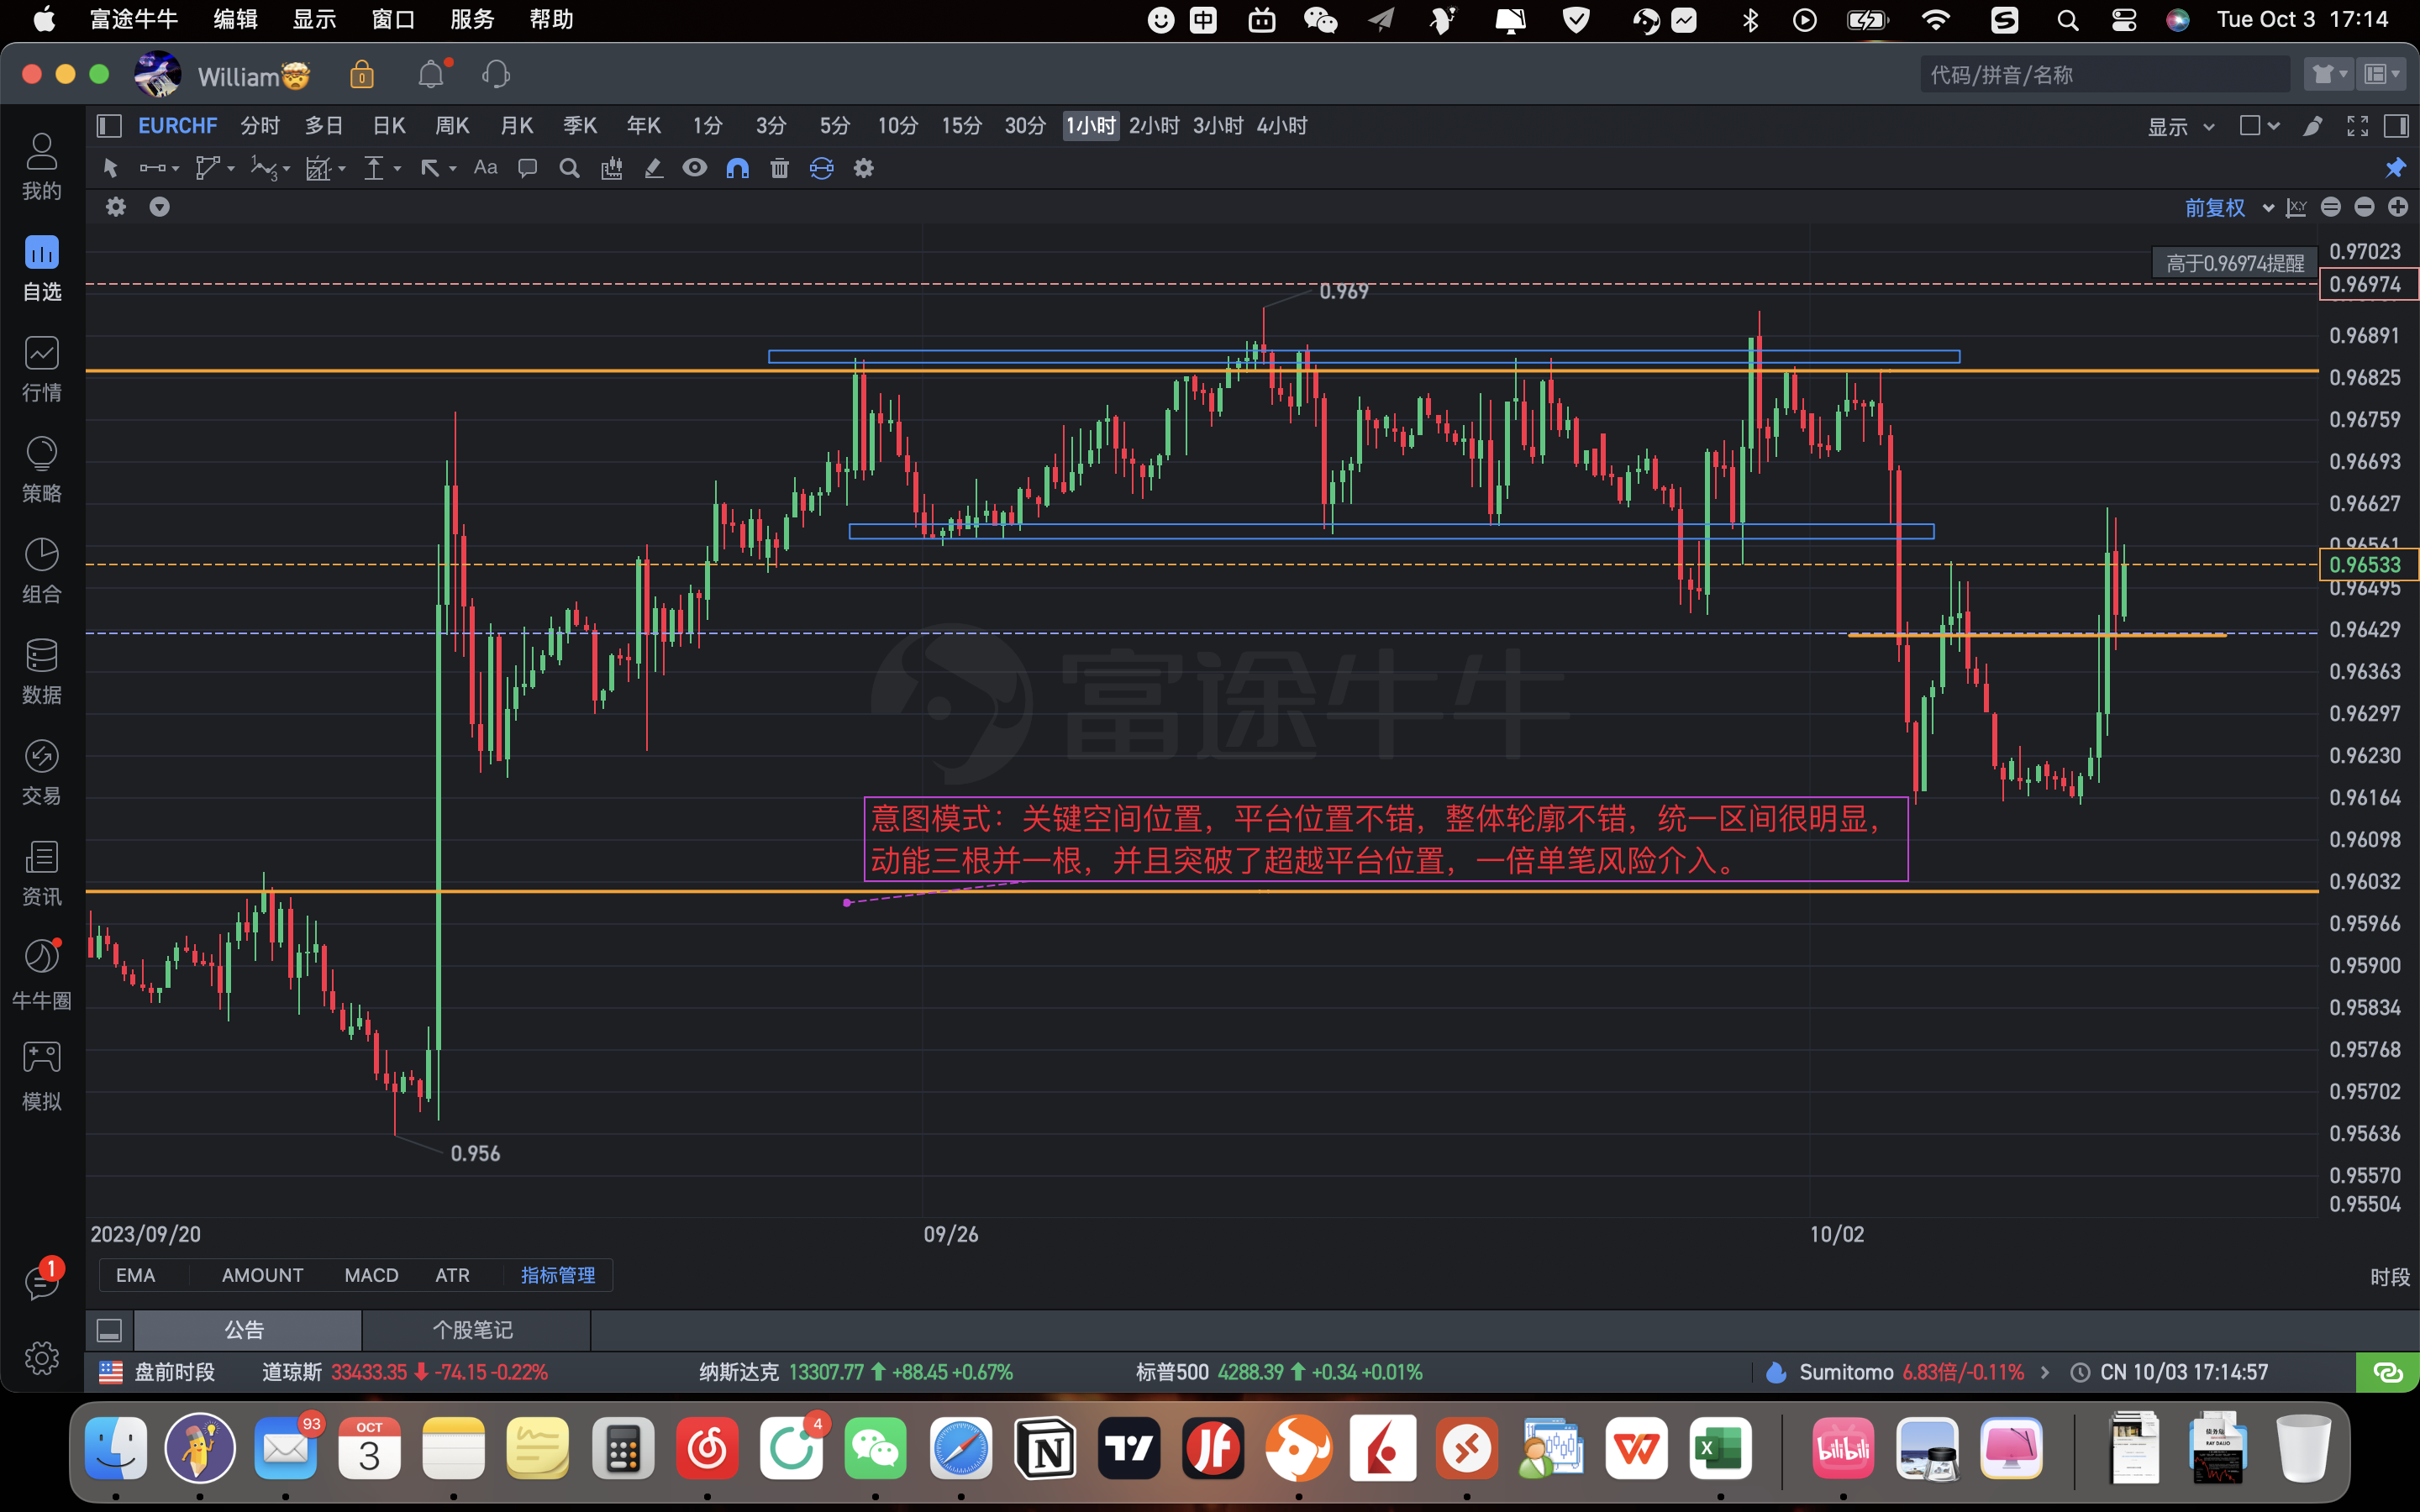 富途牛牛 编辑 显示 窗口 服务 帮助 中 Tue Oct 3 17:14
William 代码/拼音/名称
EURCHF 分时 多日 日K 周K 月K 季K 年K 1分 3分 5分 10分 15分 30分 1小时 2小时 3小时 4小时 显示
Aa
前复权 X,Y
我的
自选
行情
策略
组合
数据
交易
资讯
牛牛圈
模拟
1
高于0.96974提醒
0.969
0.956
富途牛牛
意图模式：关键空间位置，平台位置不错，整体轮廓不错，统一区间很明显，
动能三根并一根，并且突破了超越平台位置，一倍单笔风险介入。
0.97023
0.96974
0.96891
0.96825
0.96759
0.96693
0.96627
0.96561
0.96533
0.96495
0.96429
0.96363
0.96297
0.96230
0.96164
0.96098
0.96032
0.95966
0.95900
0.95834
0.95768
0.95702
0.95636
0.95570
0.95504
2023/09/20 09/26 10/02
EMA AMOUNT MACD ATR 指标管理 时段
公告 个股笔记
盘前时段 道琼斯 33433.35 -74.15 -0.22% 纳斯达克 13307.77 +88.45 +0.67% 标普500 4288.39 +0.34 +0.01% Sumitomo 6.83倍/-0.11% CN 10/03 17:14:57
93 OCT 3 4 bilibili RAY DALIO